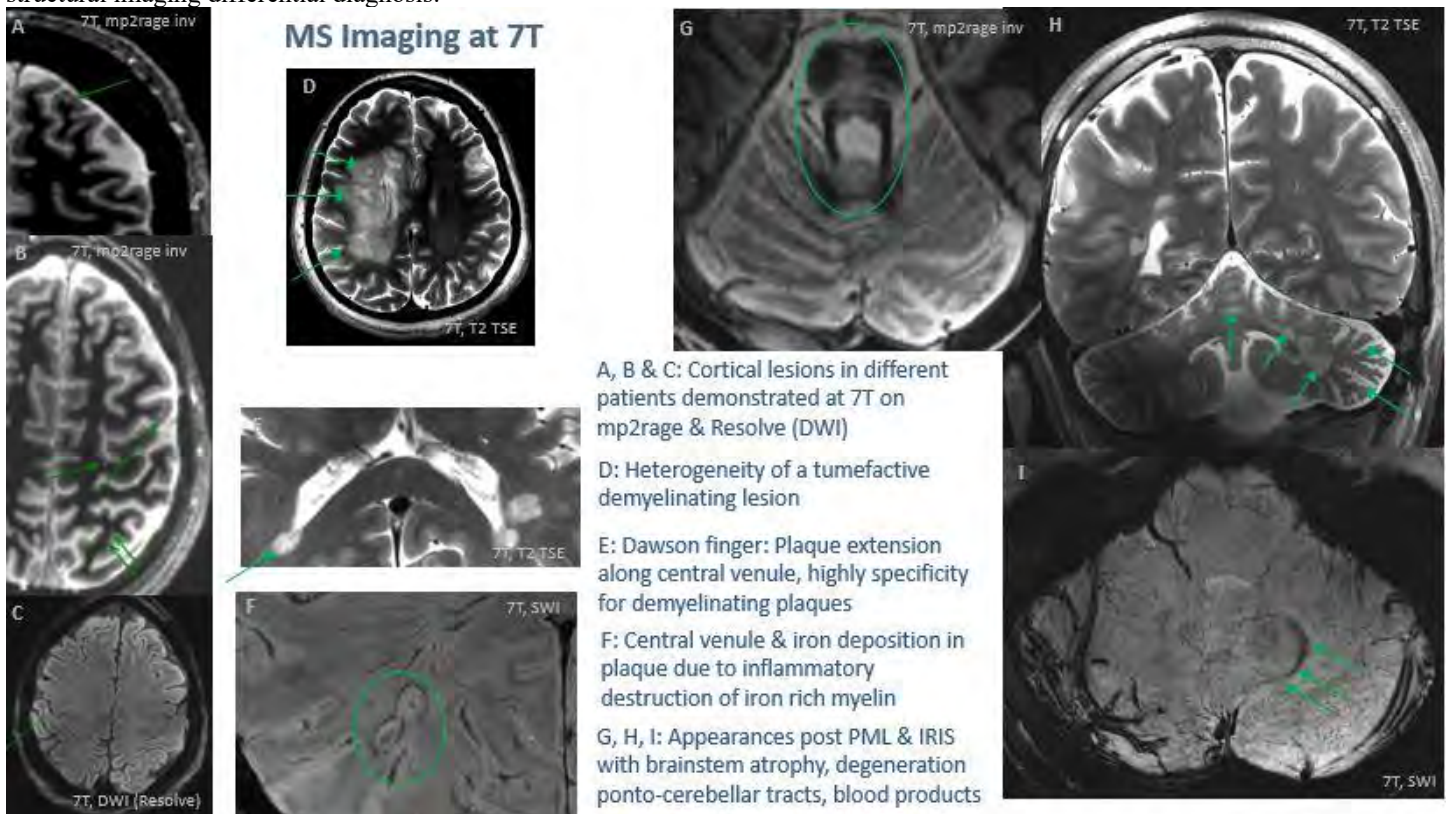 structural imaging differential diagnosis.
A
7T, mp2rage inv
MS Imaging at 7T
D
7T, T2 TSE
G
7T, mp2rage inv
H
7T, T2 TSE
B
7T, mp2rage inv
E
7T, T2 TSE
C
7T, DWI (Resolve)
F
7T, SWI
A, B & C: Cortical lesions in different
patients demonstrated at 7T on
mp2rage & Resolve (DWI)
D: Heterogeneity of a tumefactive
demyelinating lesion
E: Dawson finger: Plaque extension
along central venule, highly specificity
for demyelinating plaques
F: Central venule & iron deposition in
plaque due to inflammatory
destruction of iron rich myelin
G, H, I: Appearances post PML & IRIS
with brainstem atrophy, degeneration
ponto-cerebellar tracts, blood products
I
7T, SWI